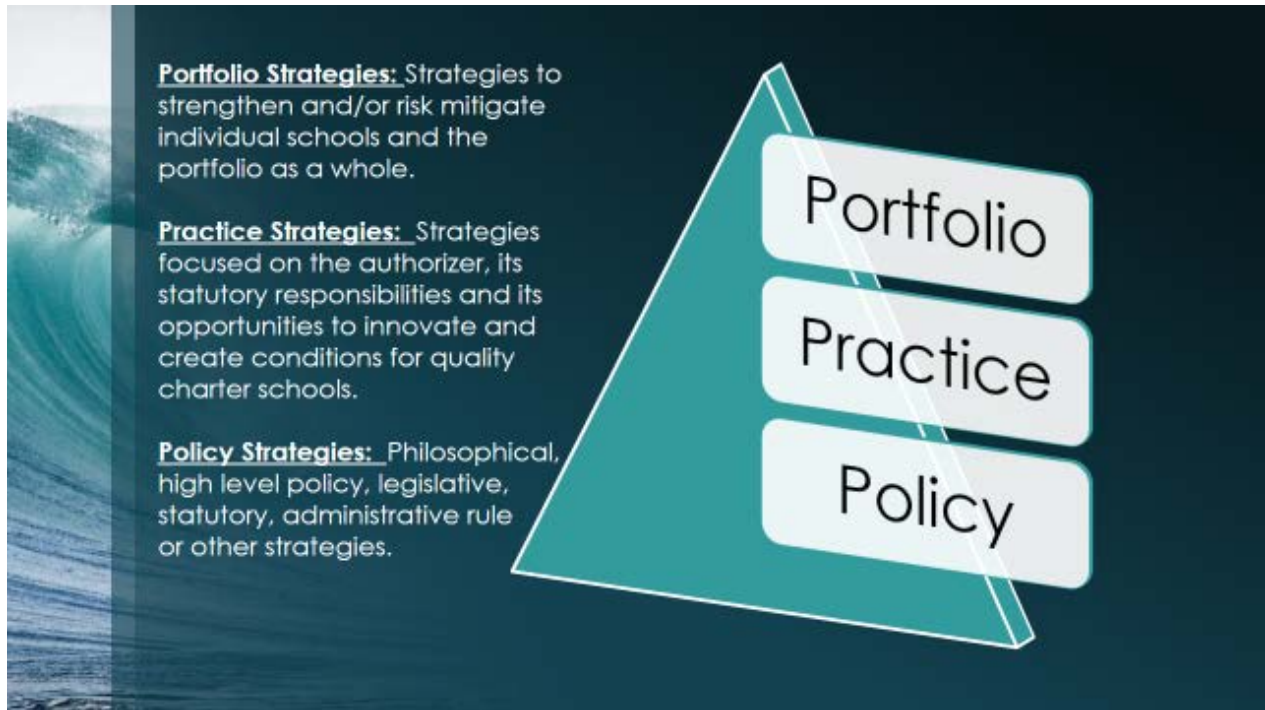 Portfolio Strategies: Strategies to
strengthen and/or risk mitigate
individual schools and the
portfolio as a whole.
Practice Strategies: Strategies
focused on the authorizer, its
statutory responsibilities and its
opportunities to innovate and
create conditions for quality
charter schools.
Policy Strategies: Philosophical,
high level policy, legislative,
statutory, administrative rule
or other strategies.
Portfolio
Practice
Policy